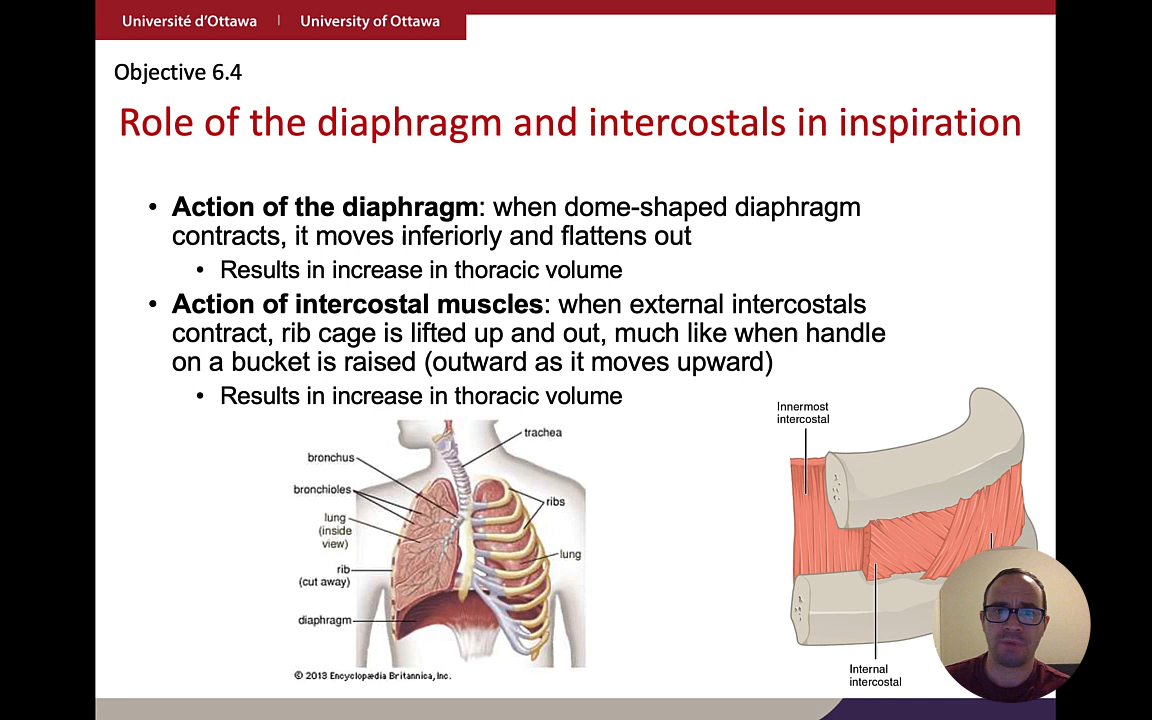 Université d'Ottawa | University of Ottawa
Objective 6.4
Role of the diaphragm and intercostals in inspiration
• Action of the diaphragm: when dome-shaped diaphragm
contracts, it moves inferiorly and flattens out
• Results in increase in thoracic volume
• Action of intercostal muscles: when external intercostals
contract, rib cage is lifted up and out, much like when handle
on a bucket is raised (outward as it moves upward)
• Results in increase in thoracic volume
trachea
bronchus
bronchioles
ribs
lung
(inside
view)
lung
rib
(cut away)
diaphragm
© 2013 Encyclopædia Britannica, Inc.
Innermost
intercostal
Internal
intercostal